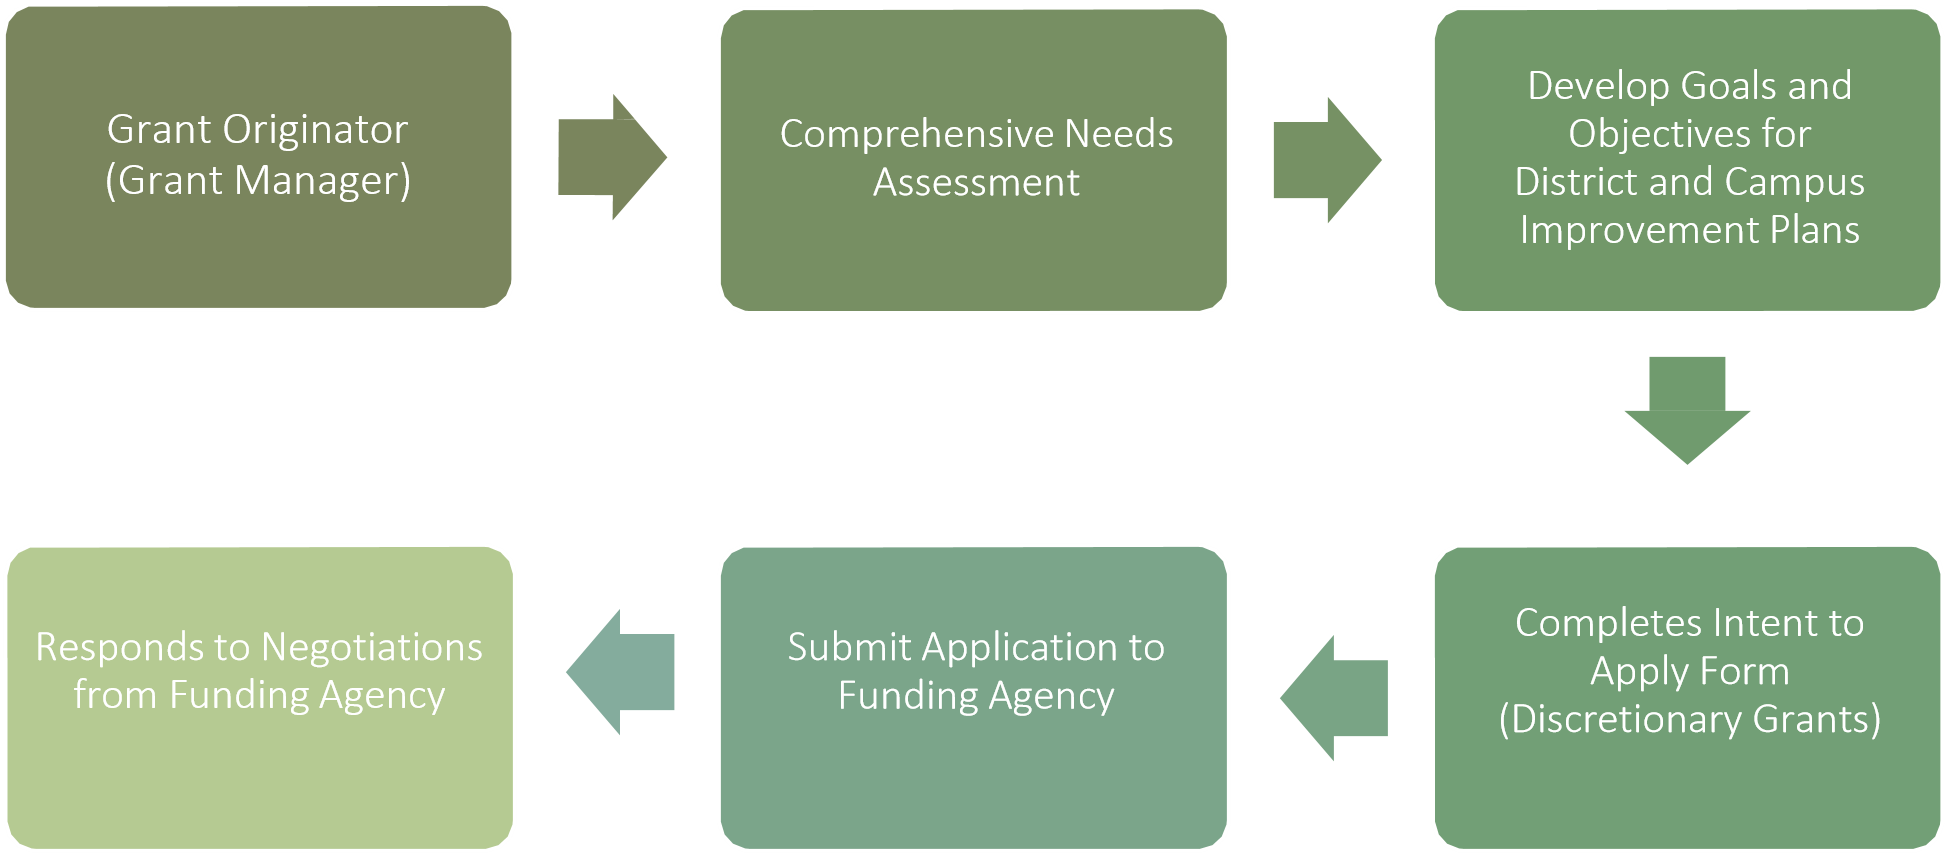 Grant Originator
(Grant Manager)
Comprehensive Needs
Assessment
Develop Goals and
Objectives for
District and Campus
Improvement Plans
Completes Intent to
Apply Form
(Discretionary Grants)
Submit Application to
Funding Agency
Responds to Negotiations
from Funding Agency